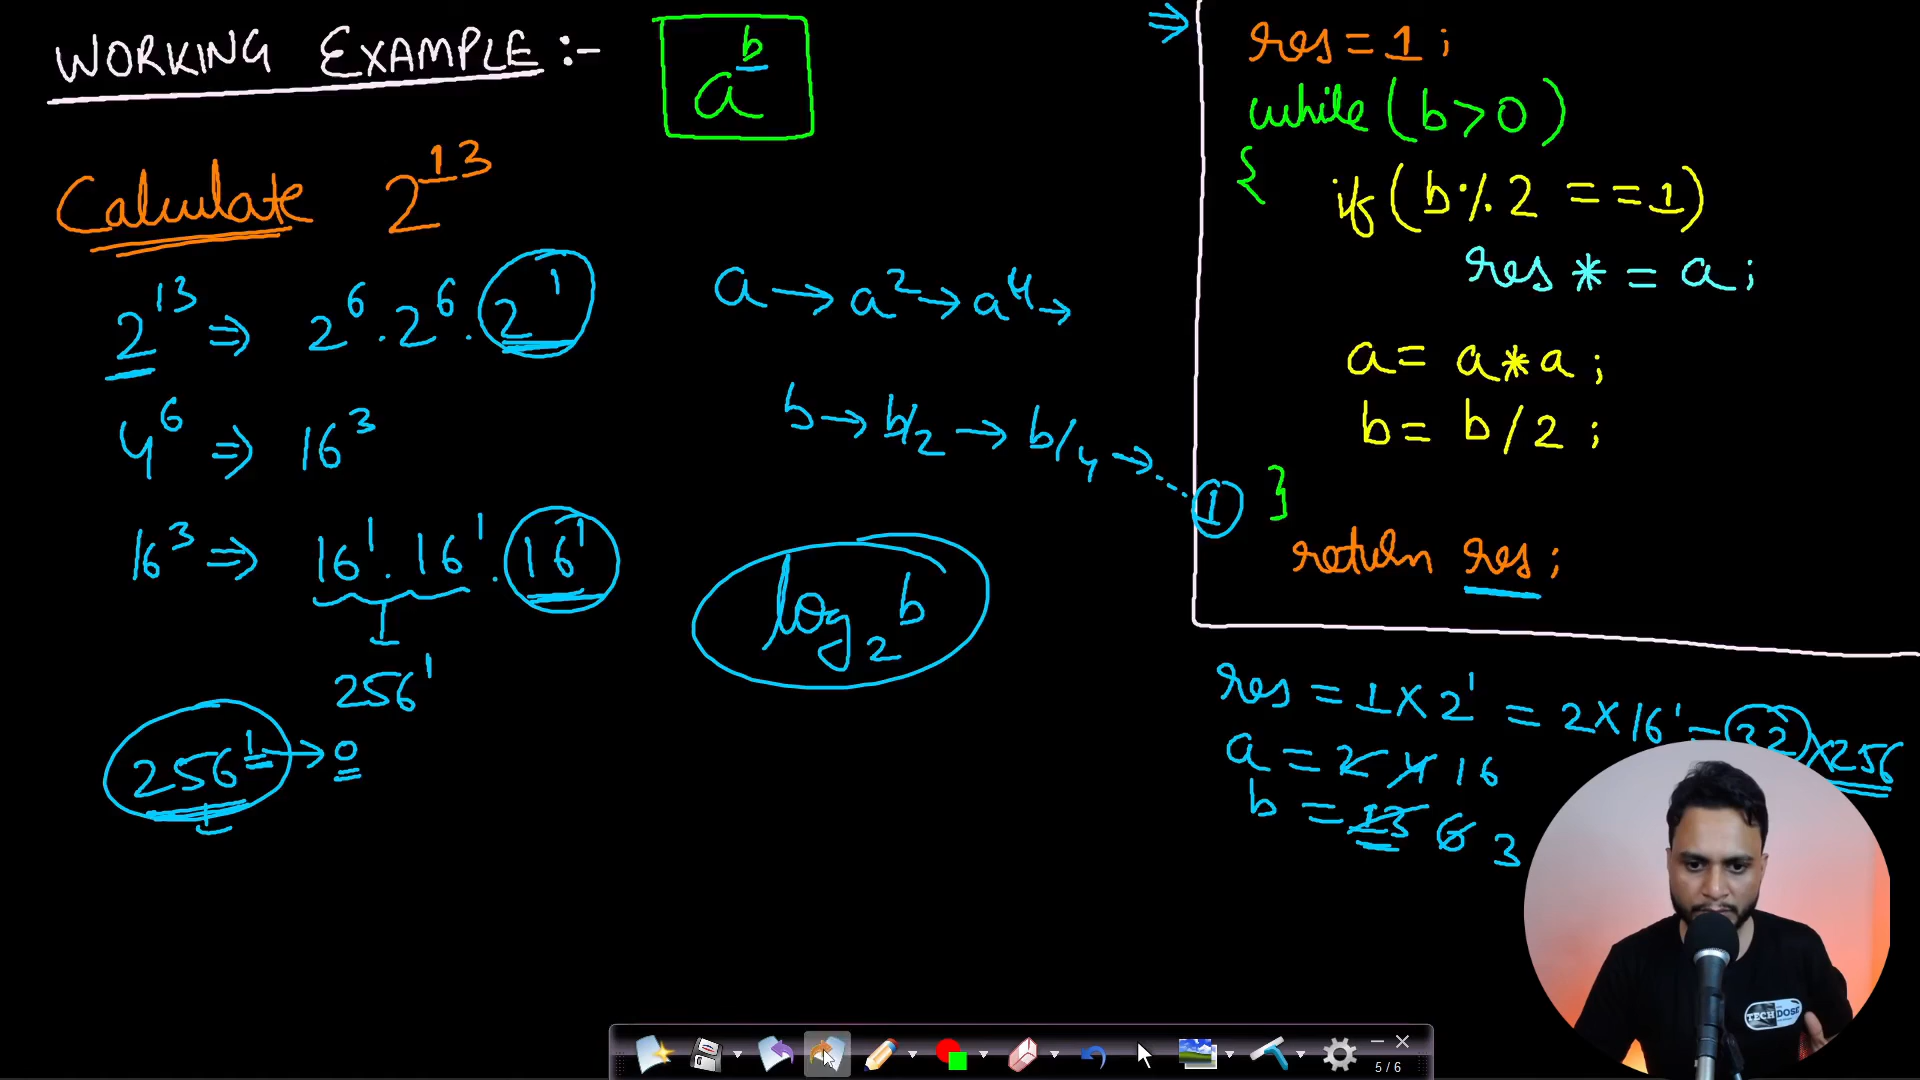 WORKING EXAMPLE :-
a^b
Calculate 2^13
2^13 ⇒ 2^6 . 2^6 . 2^1
4^6 ⇒ 16^3
16^3 ⇒ 16^1 . 16^1 . 16^1
256^1
256^1 → 0
a → a^2 → a^4 →
b → b/2 → b/4 → 1
log₂ b
⇒ res = 1 ;
while ( b > 0 )
{
if ( b % 2 == 1 )
res * = a ;
a = a * a ;
b = b / 2 ;
}
return res ;
res = 1 × 2^1 = 2 × 16^1 = 32 × 256
a = 2 4 16
b = 13 6 3
TECH DOSE
5 / 6